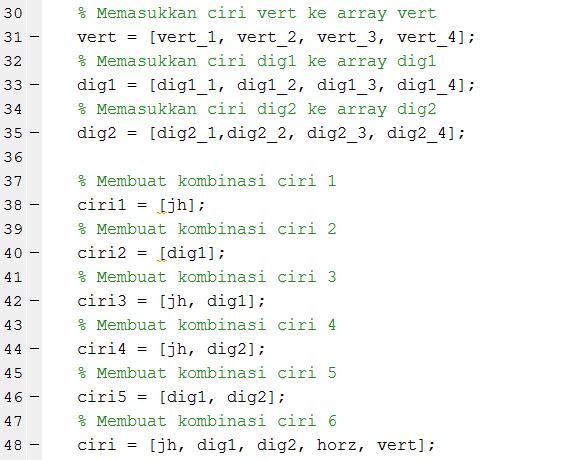 30 % Memasukkan ciri vert ke array vert
31 – vert = [vert_1, vert_2, vert_3, vert_4];
32 % Memasukkan ciri dig1 ke array dig1
33 – dig1 = [dig1_1, dig1_2, dig1_3, dig1_4];
34 % Memasukkan ciri dig2 ke array dig2
35 – dig2 = [dig2_1,dig2_2, dig2_3, dig2_4];
36
37 % Membuat kombinasi ciri 1
38 – ciri1 = [jh];
39 % Membuat kombinasi ciri 2
40 – ciri2 = [dig1];
41 % Membuat kombinasi ciri 3
42 – ciri3 = [jh, dig1];
43 % Membuat kombinasi ciri 4
44 – ciri4 = [jh, dig2];
45 % Membuat kombinasi ciri 5
46 – ciri5 = [dig1, dig2];
47 % Membuat kombinasi ciri 6
48 – ciri = [jh, dig1, dig2, horz, vert];